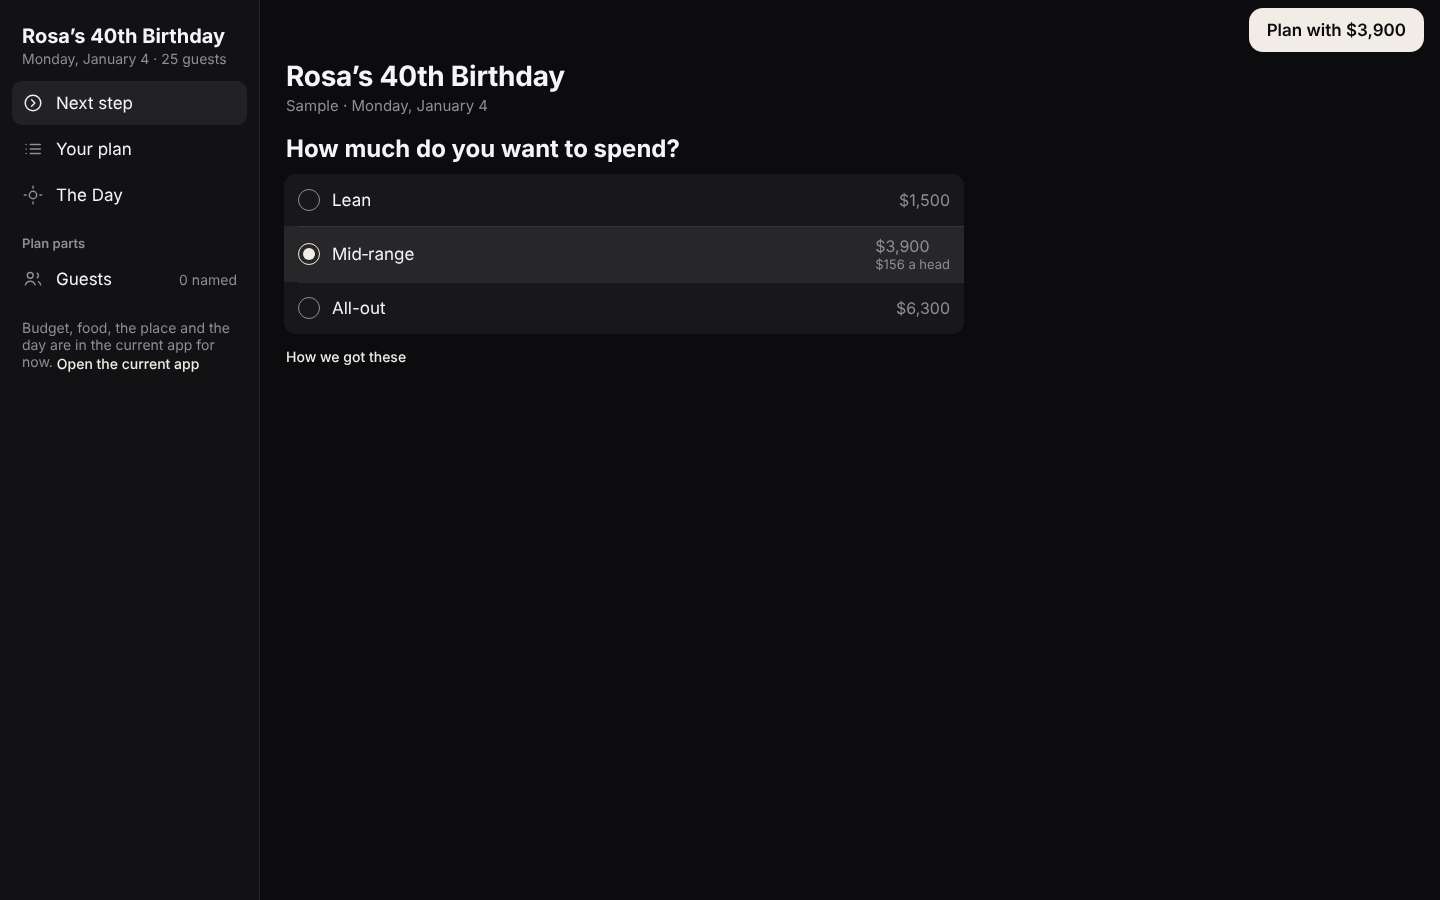 Rosa’s 40th Birthday
Monday, January 4 · 25 guests
Next step
Your plan
The Day
Plan parts
Guests 0 named
Budget, food, the place and the
day are in the current app for
now. Open the current app
Plan with $3,900
Rosa’s 40th Birthday
Sample · Monday, January 4
How much do you want to spend?
Lean $1,500
Mid-range $3,900
$156 a head
All-out $6,300
How we got these